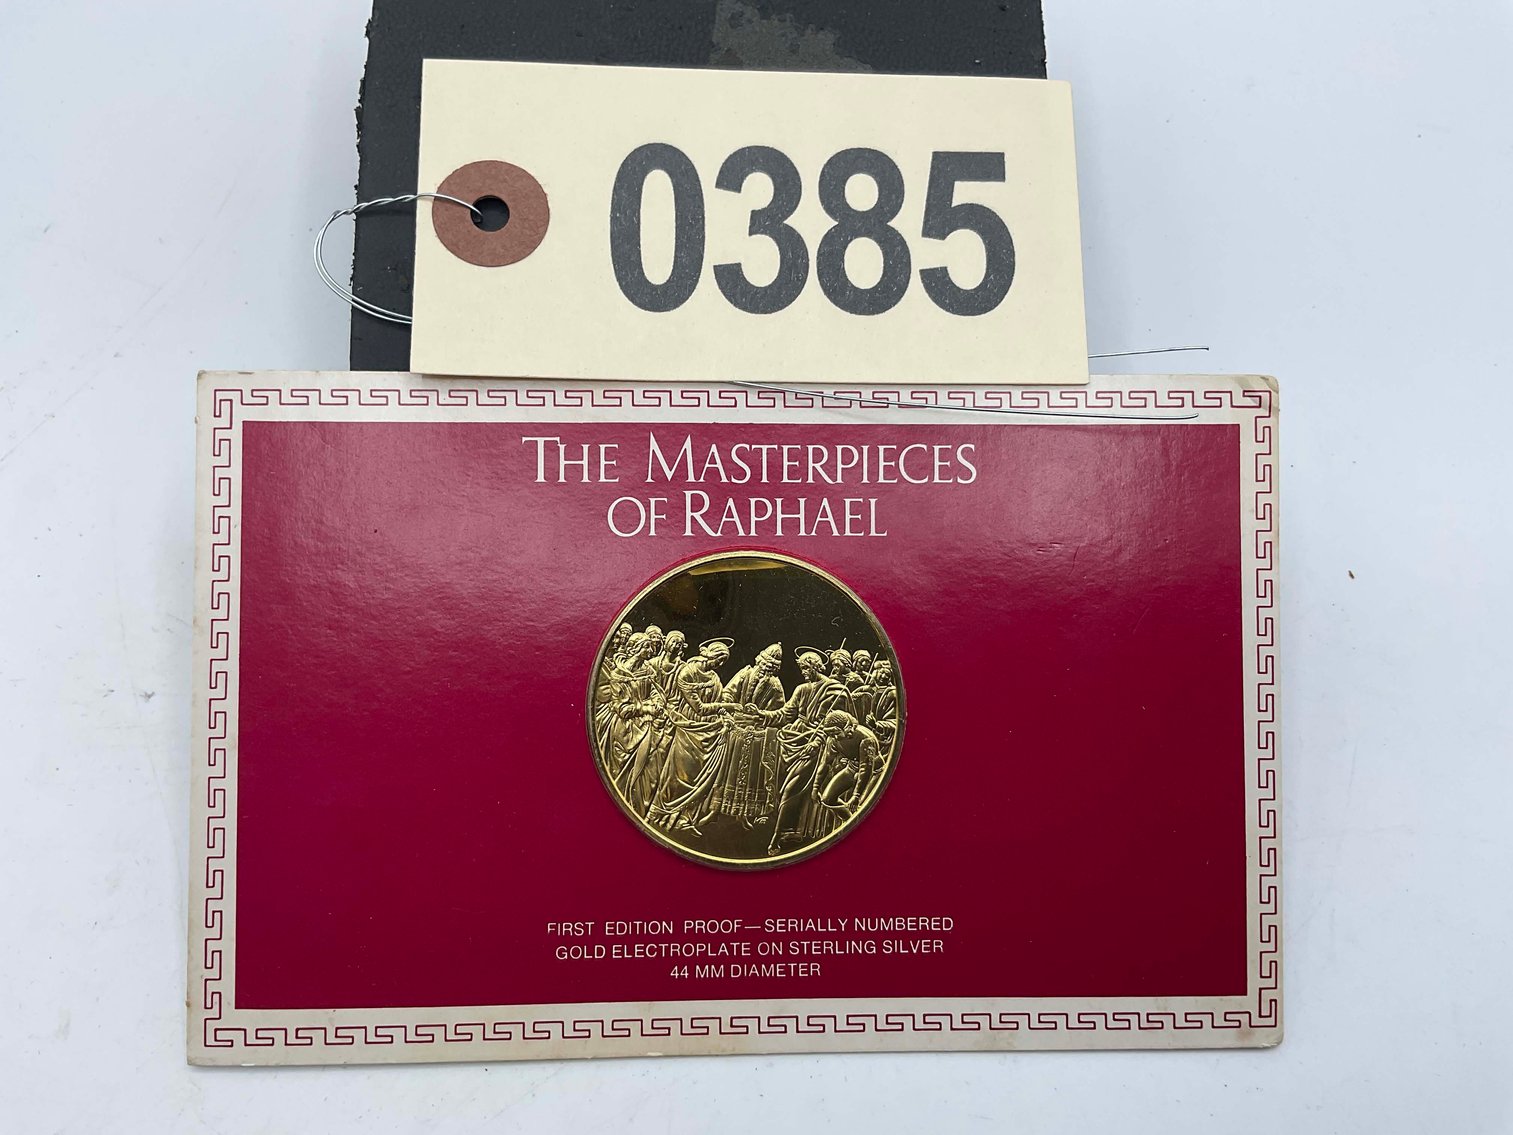 0385
THE MASTERPIECES
OF RAPHAEL
FIRST EDITION PROOF—SERIALLY NUMBERED
GOLD ELECTROPLATE ON STERLING SILVER
44 MM DIAMETER